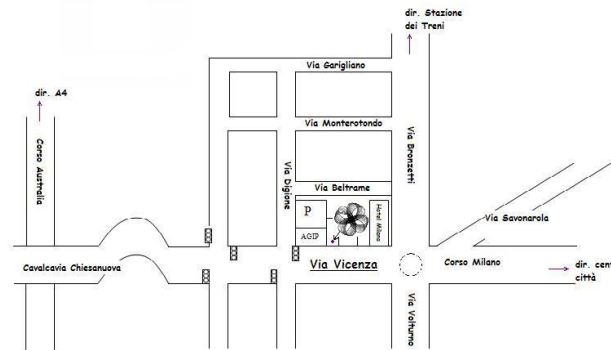 dir. Stazione
dei Treni
Via Garigliano
dir. A4
Corso Australia
Via Monterotondo
Via Bronzetti
Via Digione
Via Beltrame
P
Hotel Milano
AGIP
Via Savonarola
Cavalcavia Chiesanuova
Via Vicenza
Corso Milano
dir. cent
città
Via Volturno